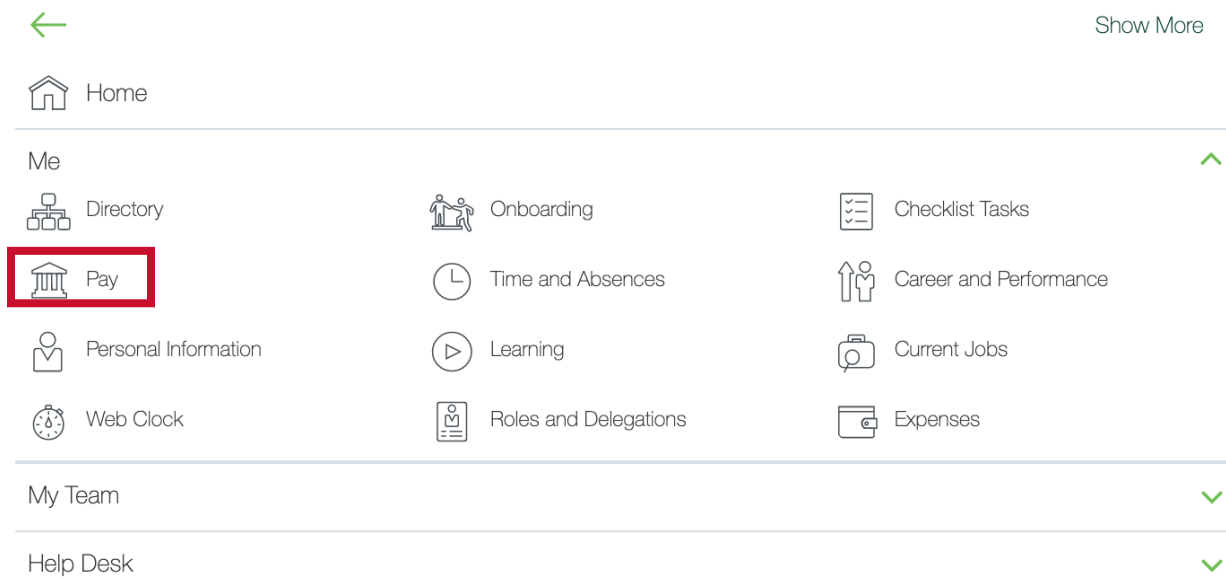 Show More
Home
Me
Directory
Onboarding
Checklist Tasks
Pay
Time and Absences
Career and Performance
Personal Information
Learning
Current Jobs
Web Clock
Roles and Delegations
Expenses
My Team
Help Desk